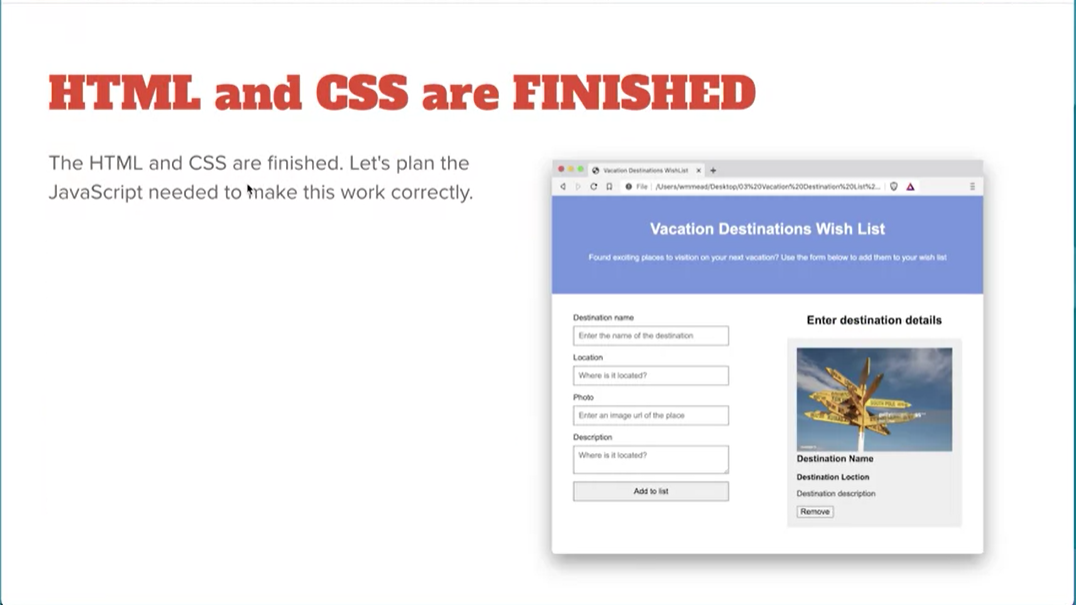 HTML and CSS are FINISHED
The HTML and CSS are finished. Let's plan the
JavaScript needed to make this work correctly.
Vacation Destinations WishList
File
/Users/wmmead/Desktop/03%20Vacation%20Destination%20List%2...
Vacation Destinations Wish List
Found exciting places to visition on your next vacation? Use the form below to add them to your wish list
Destination name
Enter the name of the destination
Location
Where is it located?
Photo
Enter an image url of the place
Description
Where is it located?
Add to list
Enter destination details
SOUTH POLE
Destination Name
Destination Loction
Destination description
Remove